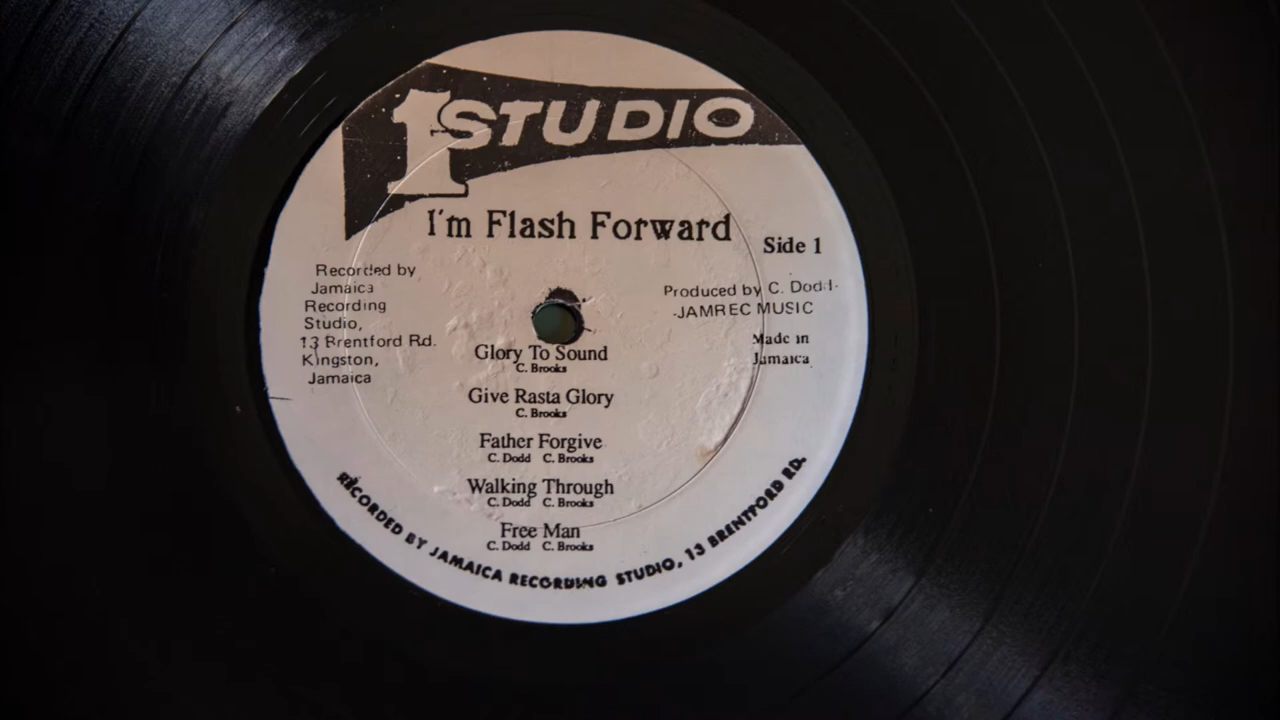 1 STUDIO
I'm Flash Forward
Side 1
Recorded by
Jamaica
Recording
Studio,
13 Brentford Rd.
Kingston,
Jamaica
Produced by C. Dodd-
-JAMREC MUSIC
Made in
Jamaica
Glory To Sound
C. Brooks
Give Rasta Glory
C. Brooks
Father Forgive
C. Dodd C. Brooks
Walking Through
C. Dodd C. Brooks
Free Man
C. Dodd C. Brooks
RECORDED BY JAMAICA RECORDING STUDIO, 13 BRENTFORD RD.